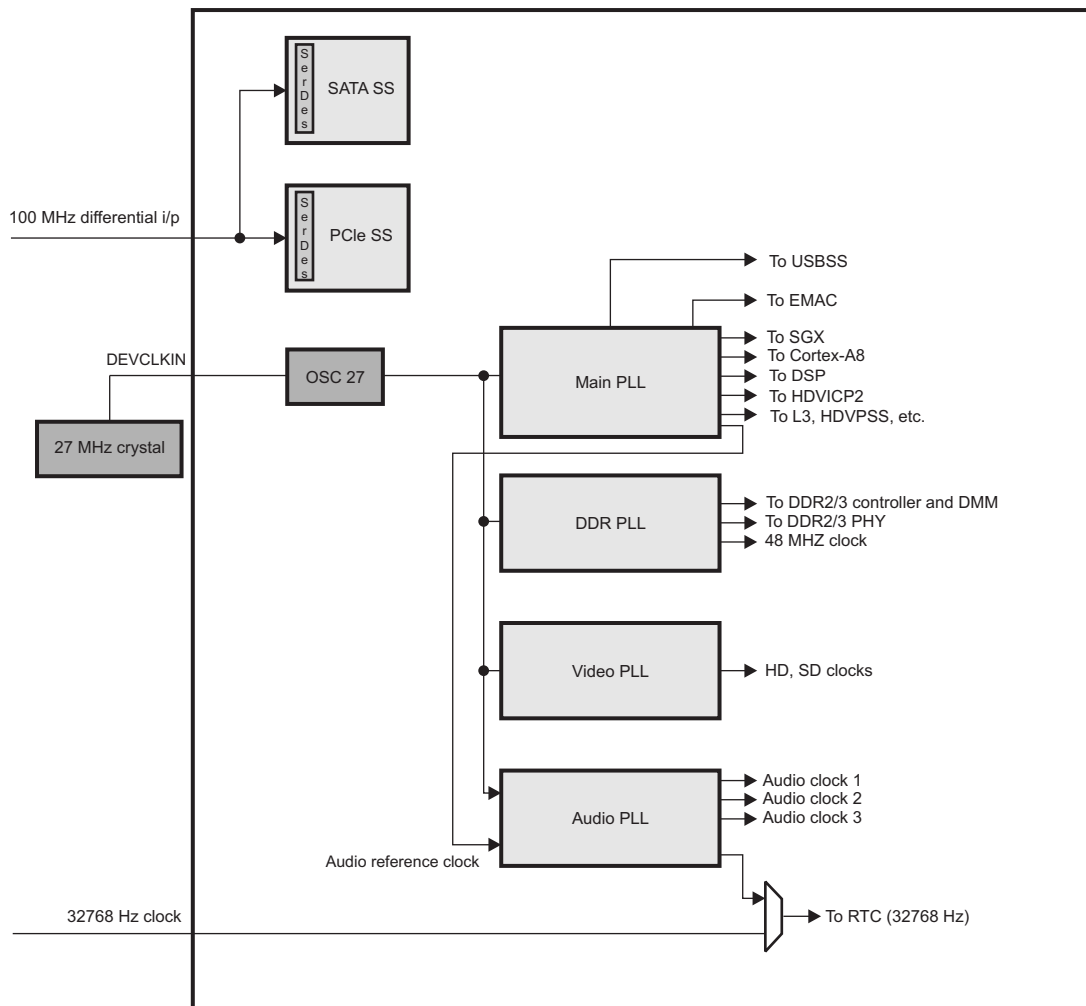 SerDes
SATA SS
SerDes
PCIe SS
100 MHz differential i/p
To USBSS
To EMAC
DEVCLKIN
OSC 27
Main PLL
To SGX
To Cortex-A8
To DSP
To HDVICP2
To L3, HDVPSS, etc.
27 MHz crystal
DDR PLL
To DDR2/3 controller and DMM
To DDR2/3 PHY
48 MHZ clock
Video PLL
HD, SD clocks
Audio PLL
Audio clock 1
Audio clock 2
Audio clock 3
Audio reference clock
32768 Hz clock
To RTC (32768 Hz)